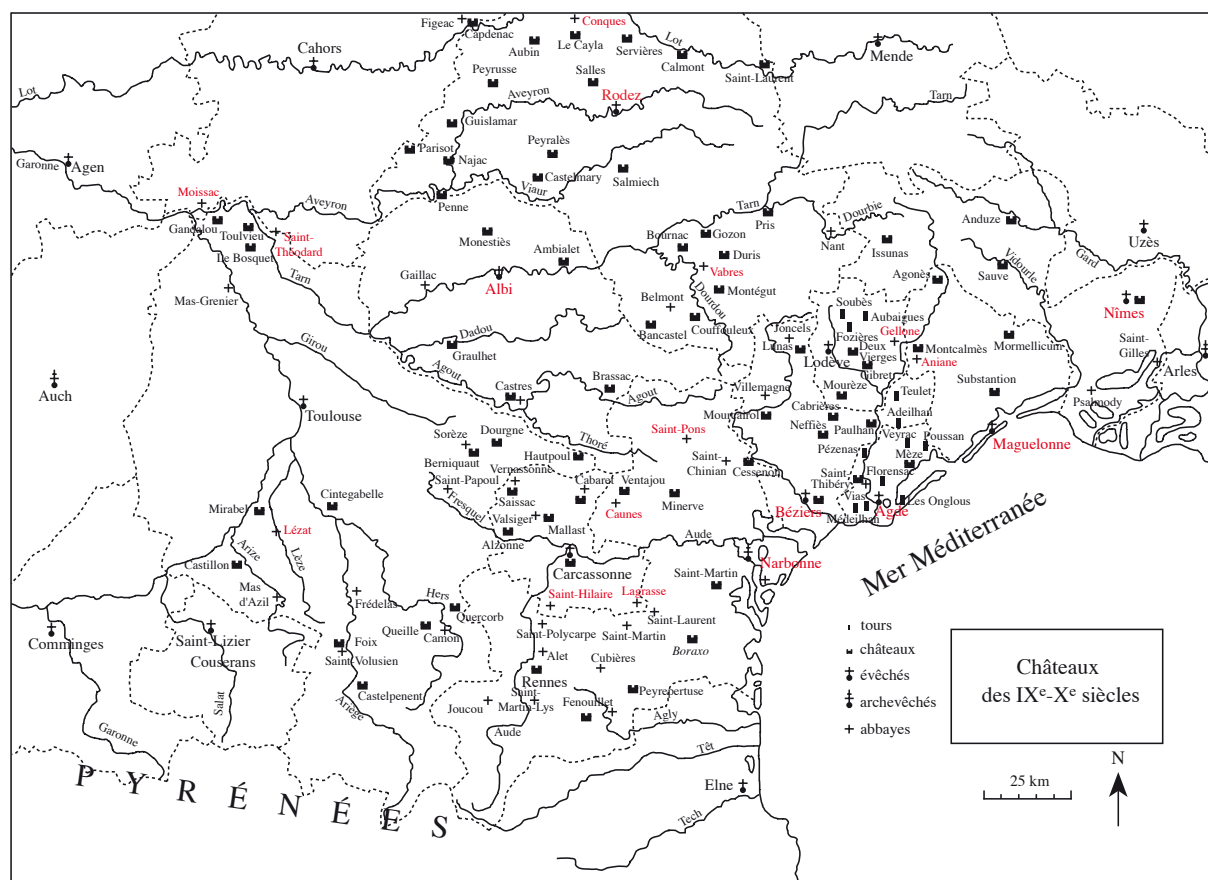 Figeac
Capdenac
Conques
Aubin
Le Cayla
Servières
Lot
Calmont
Saint-Laurent
Mende
Cahors
Lot
Peyrusse
Salles
Aveyron
Rodez
Tarn
Guislamar
Parisot
Najac
Peyralès
Castelmary
Salmiech
Viaur
Penne
Garonne
Agen
Moissac
Aveyron
Gandalou
Toulvieu
Saint-
Théodard
Le Bosquet
Tarn
Mas-Grenier
Monestiès
Ambialet
Gaillac
Albi
Tarn
Pris
Dourbie
Nant
Bournac
Gozon
Duris
Vabres
Montégut
Dourdou
Belmont
Bancastel
Couffouleux
Issunas
Agonès
Anduze
Vidourle
Sauve
Gard
Uzès
Nîmes
Saint-
Gilles
Arles
Psalmody
Soubès
Aubaigues
Fozières
Gellone
Joncels
Lunas
Lodève
Deux
Vierges
Gibret
Montcalmès
Aniane
Mormellicum
Substantion
Teulet
Adeilhan
Veyrac
Poussan
Mèze
Maguelonne
Villemagne
Mourèze
Cabrières
Mourcairol
Neffiès
Paulhan
Pézenas
Florensac
Saint-
Thibéry
Vias
Médeilhan
Agde
Les Onglous
Béziers
Cessenon
Saint-
Chinian
Saint-Pons
Girou
Dadou
Graulhet
Agout
Castres
Brassac
Agout
Thoré
Auch
Toulouse
Sorèze
Dourgne
Berniquaut
Hautpoul
Vernassonne
Saint-Papoul
Saissac
Cabaret
Ventajou
Caunes
Minerve
Fresquel
Valsiger
Mallast
Alzonne
Aude
Carcassonne
Narbonne
Mer Méditerranée
Cintegabelle
Mirabel
Lézat
Arize
Lèze
Castillon
Mas
d'Azil
Frédelas
Hers
Quercorb
Queille
Camon
Foix
Saint-Volusien
Castelpenent
Ariège
Comminges
Saint-Lizier
Couserans
Salat
Garonne
Saint-Hilaire
Lagrasse
Saint-Martin
Saint-Laurent
Saint-Polycarpe
Saint-Martin
Boraxo
Alet
Cubières
Rennes
Peyrepertuse
Joucou
Saint-
Martin-Lys
Fenouillet
Agly
Aude
Têt
Elne
Tech
PYRÉNÉES
tours
châteaux
évêchés
archevêchés
abbayes
Châteaux
des IXe-Xe siècles
25 km
N